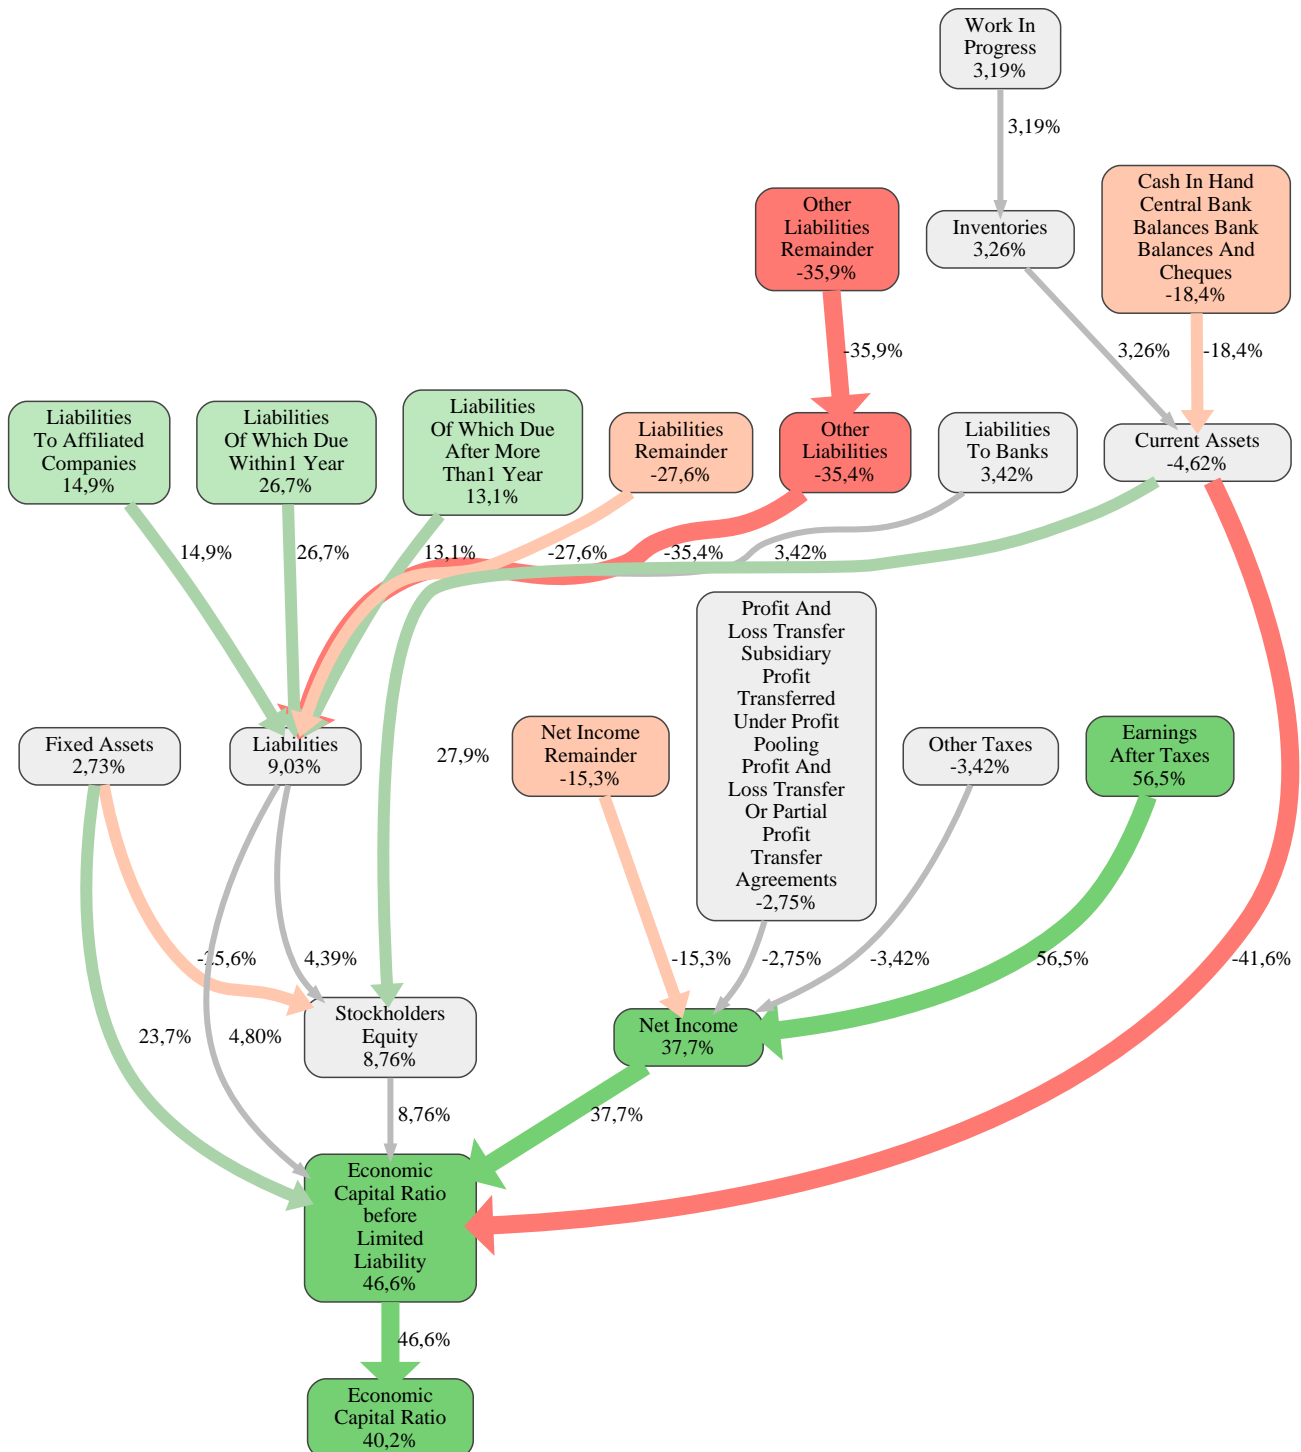 Work In
Progress
3,19%
3,19%
Other
Liabilities
Remainder
-35,9%
Inventories
3,26%
Cash In Hand
Central Bank
Balances Bank
Balances And
Cheques
-18,4%
-35,9%
3,26%
-18,4%
Liabilities
To Affiliated
Companies
14,9%
Liabilities
Of Which Due
Within1 Year
26,7%
Liabilities
Of Which Due
After More
Than1 Year
13,1%
Liabilities
Remainder
-27,6%
Other
Liabilities
-35,4%
Liabilities
To Banks
3,42%
Current Assets
-4,62%
14,9%
26,7%
13,1%
-27,6%
-35,4%
3,42%
Profit And
Loss Transfer
Subsidiary
Profit
Transferred
Under Profit
Pooling
Profit And
Loss Transfer
Or Partial
Profit
Transfer
Agreements
-2,75%
Fixed Assets
2,73%
Liabilities
9,03%
27,9%
Net Income
Remainder
-15,3%
Other Taxes
-3,42%
Earnings
After Taxes
56,5%
-25,6%
4,39%
-15,3%
-2,75%
-3,42%
56,5%
-41,6%
Stockholders
Equity
8,76%
Net Income
37,7%
23,7%
4,80%
8,76%
37,7%
Economic
Capital Ratio
before
Limited
Liability
46,6%
46,6%
Economic
Capital Ratio
40,2%